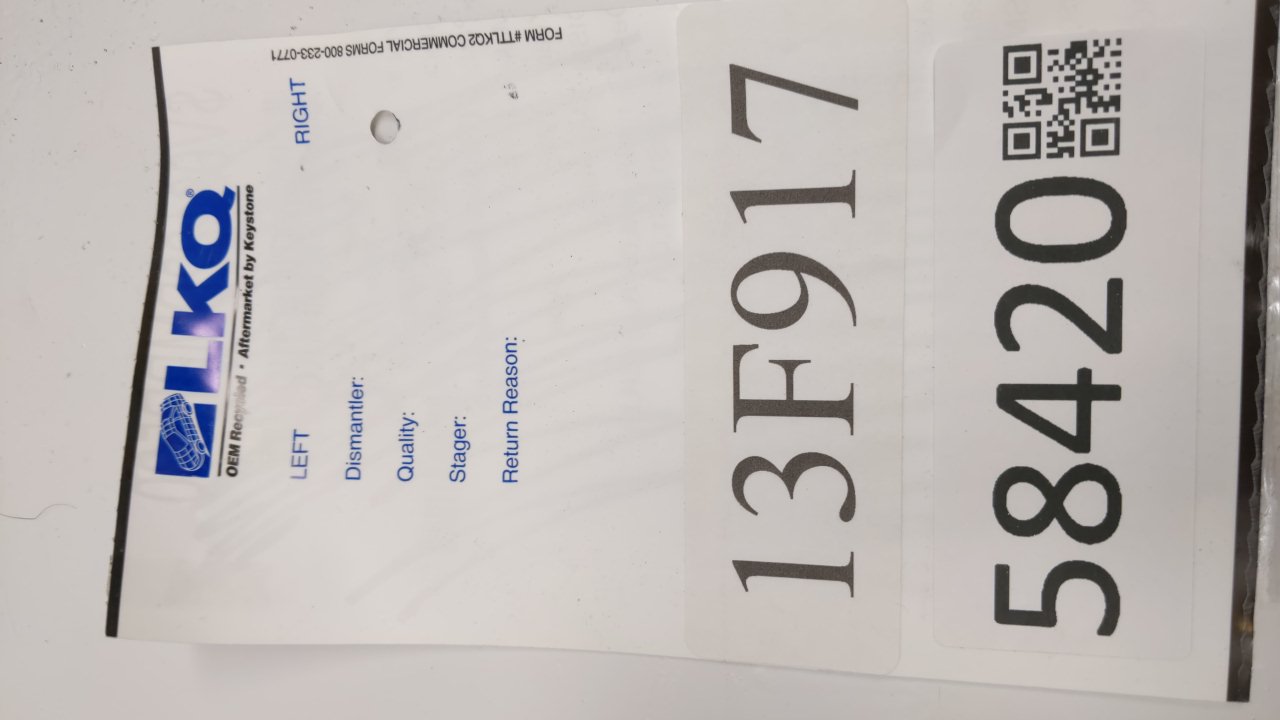 LKQ®
OEM Recycled • Aftermarket by Keystone
LEFT RIGHT
Dismantler:
Quality:
Stager:
Return Reason:
FORM #TTLKQ2 COMMERCIAL FORMS 800-233-0771
13F917
58420